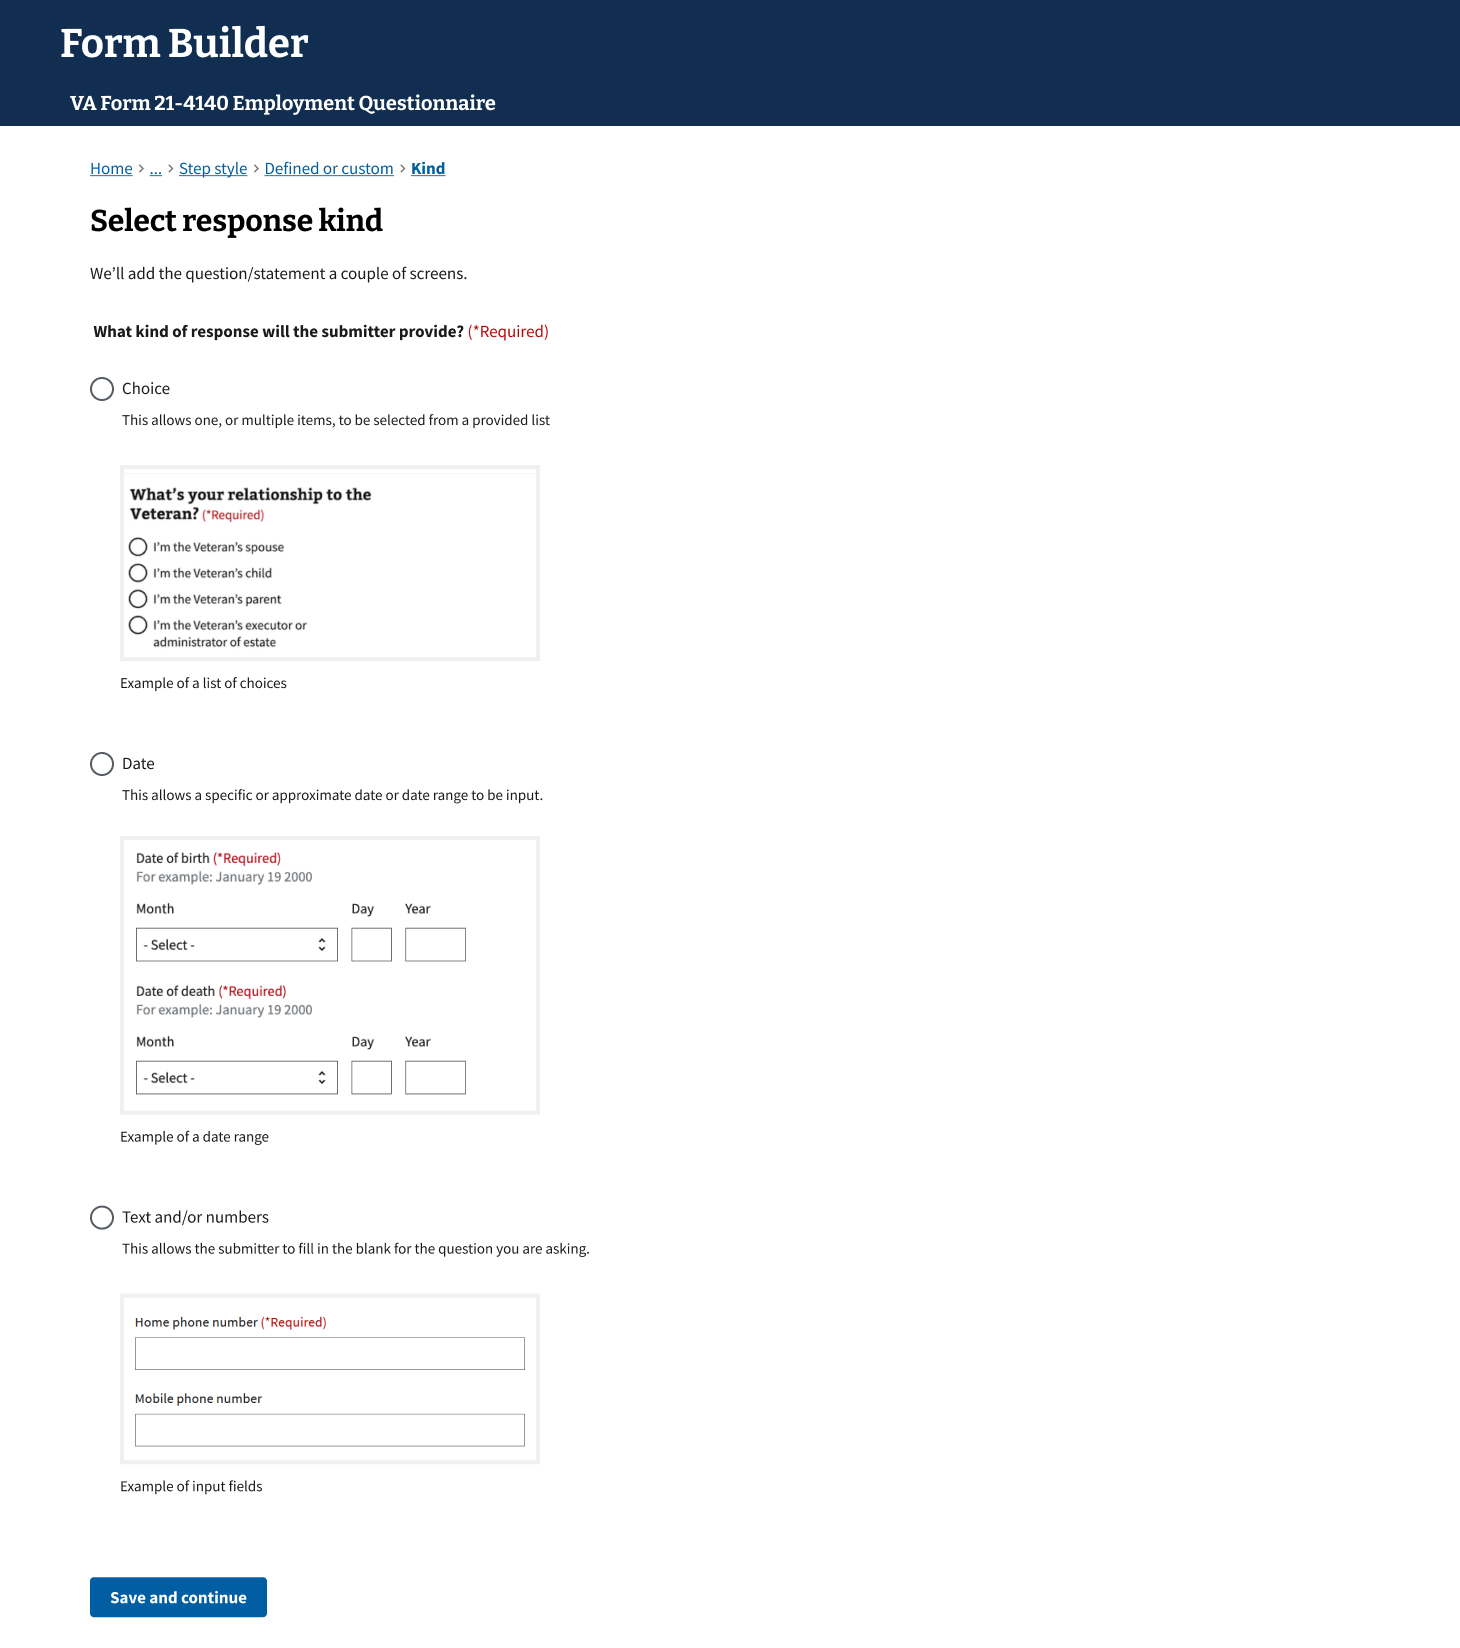 Form Builder
VA Form 21-4140 Employment Questionnaire
Home > ... > Step style > Defined or custom > Kind
Select response kind
We’ll add the question/statement a couple of screens.
What kind of response will the submitter provide? (*Required)
Choice
This allows one, or multiple items, to be selected from a provided list
What’s your relationship to the
Veteran? (*Required)
I’m the Veteran’s spouse
I’m the Veteran’s child
I’m the Veteran’s parent
I’m the Veteran’s executor or
administrator of estate
Example of a list of choices
Date
This allows a specific or approximate date or date range to be input.
Date of birth (*Required)
For example: January 19 2000
Month Day Year
- Select -
Date of death (*Required)
For example: January 19 2000
Month Day Year
- Select -
Example of a date range
Text and/or numbers
This allows the submitter to fill in the blank for the question you are asking.
Home phone number (*Required)
Mobile phone number
Example of input fields
Save and continue